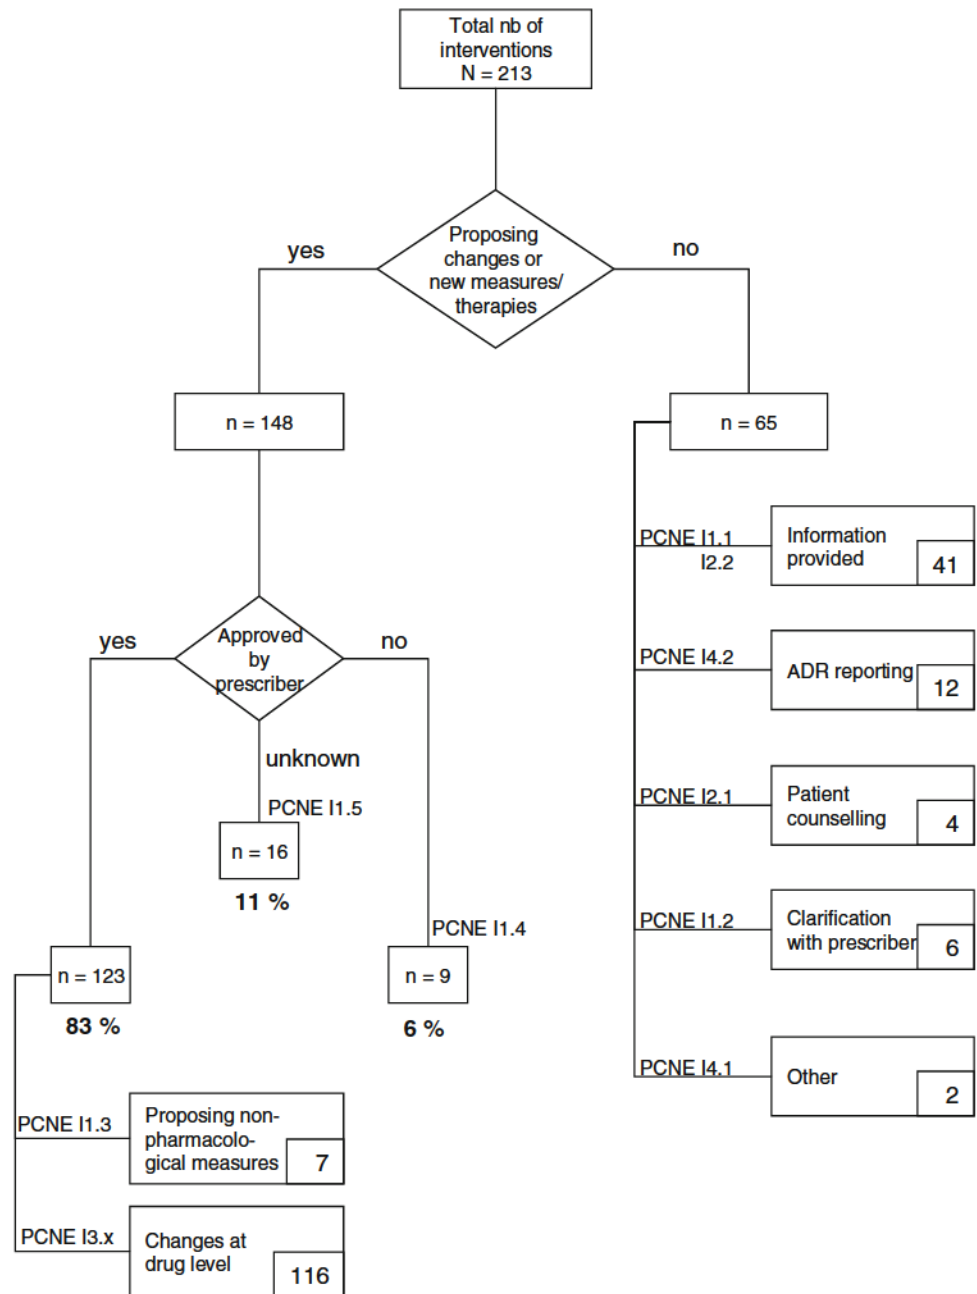 Total nb of
interventions
N = 213
Proposing
changes or
new measures/
therapies
yes
no
n = 148
n = 65
PCNE I1.1
I2.2
Information
provided
41
PCNE I4.2
ADR reporting
12
PCNE I2.1
Patient
counselling
4
PCNE I1.2
Clarification
with prescriber
6
PCNE I4.1
Other
2
Approved
by
prescriber
yes
no
unknown
PCNE I1.5
n = 16
11 %
PCNE I1.4
n = 9
6 %
n = 123
83 %
PCNE I1.3
Proposing non-
pharmacolo-
gical measures
7
PCNE I3.x
Changes at
drug level
116